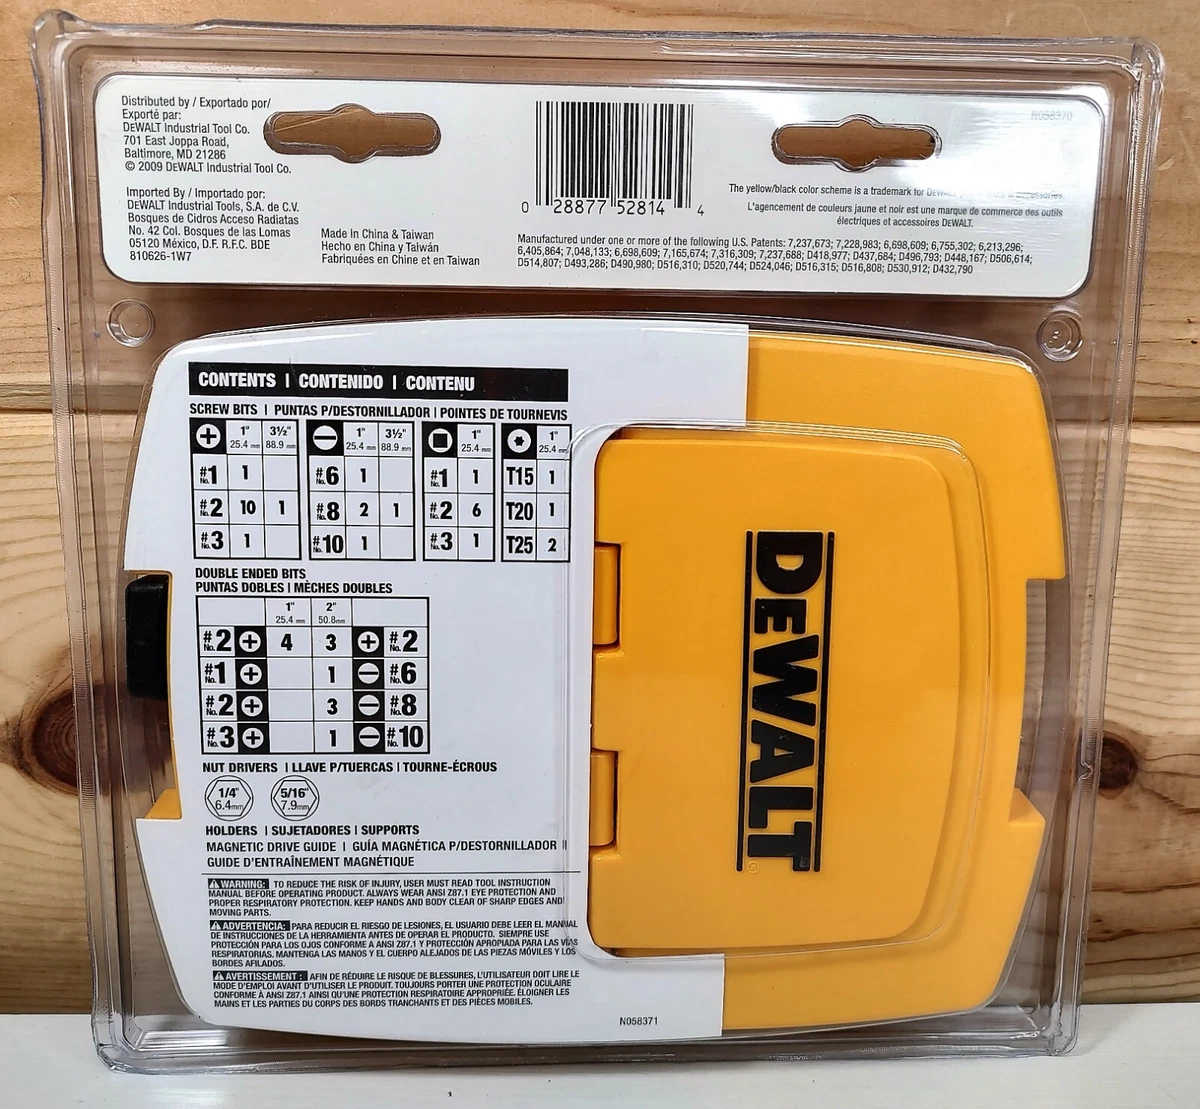 Distributed by / Exportado por/
Exporté par:
DEWALT Industrial Tool Co.
701 East Joppa Road,
Baltimore, MD 21286
© 2009 DEWALT Industrial Tool Co.
Imported By / Importado por:
DEWALT Industrial Tools, S.A. de C.V.
Bosques de Cidros Acceso Radiatas
No. 42 Col. Bosques de las Lomas
05120 México, D.F. R.F.C. BDE
810626-1W7
Made In China & Taiwan
Hecho en China y Taiwán
Fabriquées en Chine et en Taiwan
0 28877 52814 4
N058370
The yellow/black color scheme is a trademark for DEWALT power tools & accessories.
L'agencement de couleurs jaune et noir est une marque de commerce des outils
électriques et accessoires DEWALT.
Manufactured under one or more of the following U.S. Patents: 7,237,673; 7,228,983; 6,698,609; 6,755,302; 6,213,296;
6,405,864; 7,048,133; 6,698,609; 7,165,674; 7,316,309; 7,237,688; D418,977; D437,684; D496,793; D448,167; D506,614;
D514,807; D493,286; D490,980; D516,310; D520,744; D524,046; D516,315; D516,808; D530,912; D432,790
CONTENTS | CONTENIDO | CONTENU
SCREW BITS | PUNTAS P/DESTORNILLADOR | POINTES DE TOURNEVIS
1" 3½" 1" 3½" 1" 1"
25.4 mm 88.9 mm 25.4 mm 88.9 mm 25.4 mm 25.4 mm
# No. 1 1 # No. 6 1 # No. 1 1 T15 1
# No. 2 10 1 # No. 8 2 1 # No. 2 6 T20 1
# No. 3 1 # No. 10 1 # No. 3 1 T25 2
DOUBLE ENDED BITS
PUNTAS DOBLES | MÈCHES DOUBLES
1" 2"
25.4 mm 50.8mm
# No. 2 4 3 # No. 2
# No. 1 1 # No. 6
# No. 2 3 # No. 8
# No. 3 1 # No. 10
NUT DRIVERS | LLAVE P/TUERCAS | TOURNE-ÉCROUS
1/4" 5/16"
6.4mm 7.9mm
HOLDERS | SUJETADORES | SUPPORTS
MAGNETIC DRIVE GUIDE | GUÍA MAGNÉTICA P/DESTORNILLADOR |
GUIDE D'ENTRAÎNEMENT MAGNÉTIQUE
WARNING: TO REDUCE THE RISK OF INJURY, USER MUST READ TOOL INSTRUCTION
MANUAL BEFORE OPERATING PRODUCT. ALWAYS WEAR ANSI Z87.1 EYE PROTECTION AND
PROPER RESPIRATORY PROTECTION. KEEP HANDS AND BODY CLEAR OF SHARP EDGES AND
MOVING PARTS.
ADVERTENCIA: PARA REDUCIR EL RIESGO DE LESIONES, EL USUARIO DEBE LEER EL MANUAL
DE INSTRUCCIONES DE LA HERRAMIENTA ANTES DE OPERAR EL PRODUCTO. SIEMPRE USE
PROTECCIÓN PARA LOS OJOS CONFORME A ANSI Z87.1 Y PROTECCIÓN APROPIADA PARA LAS VÍAS
RESPIRATORIAS. MANTENGA LAS MANOS Y EL CUERPO ALEJADOS DE LAS PIEZAS MÓVILES Y LOS
BORDES AFILADOS.
AVERTISSEMENT : AFIN DE RÉDUIRE LE RISQUE DE BLESSURES, L'UTILISATEUR DOIT LIRE LE
MODE D'EMPLOI AVANT D'UTILISER LE PRODUIT. TOUJOURS PORTER UNE PROTECTION OCULAIRE
CONFORME À ANSI Z87.1 AINSI QU'UNE PROTECTION RESPIRATOIRE APPROPRIÉE. ÉLOIGNER LES
MAINS ET LES PARTIES DU CORPS DES BORDS TRANCHANTS ET DES PIÈCES MOBILES.
N058371
DEWALT ®